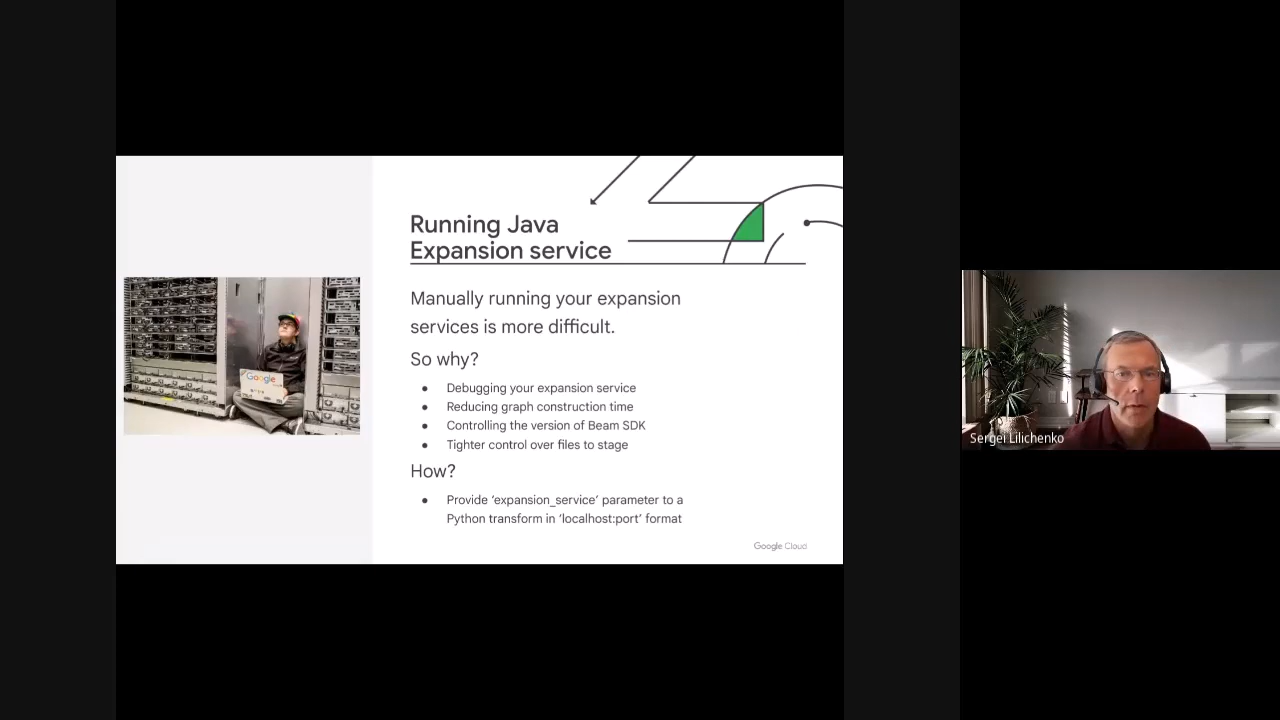 Running Java
Expansion service
Manually running your expansion
services is more difficult.
So why?
● Debugging your expansion service
● Reducing graph construction time
● Controlling the version of Beam SDK
● Tighter control over files to stage
How?
● Provide ‘expansion_service’ parameter to a
Python transform in ‘localhost:port’ format
Google Cloud
Google
Sergei Lilichenko